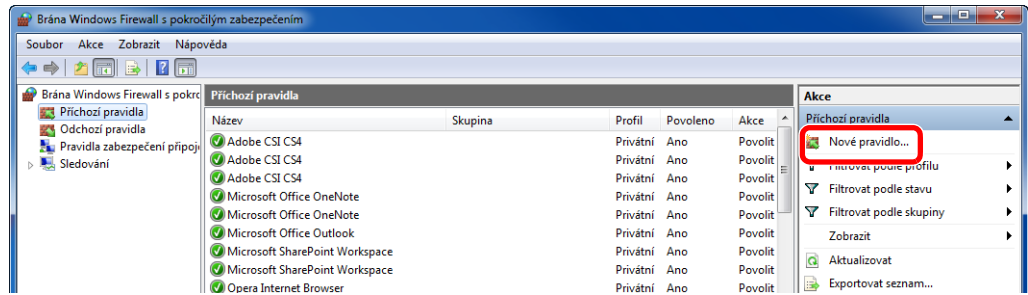 Brána Windows Firewall s pokročilým zabezpečením
Soubor Akce Zobrazit Nápověda
Brána Windows Firewall s pokro
Příchozí pravidla
Odchozí pravidla
Pravidla zabezpečení připoje
Sledování
Příchozí pravidla
Název Skupina Profil Povoleno Akce
Adobe CSI CS4 Privátní Ano Povolit
Adobe CSI CS4 Privátní Ano Povolit
Adobe CSI CS4 Privátní Ano Povolit
Microsoft Office OneNote Privátní Ano Povolit
Microsoft Office OneNote Privátní Ano Povolit
Microsoft Office Outlook Privátní Ano Povolit
Microsoft SharePoint Workspace Privátní Ano Povolit
Microsoft SharePoint Workspace Privátní Ano Povolit
Opera Internet Browser Privátní Ano Povolit
Akce
Příchozí pravidla
Nové pravidlo...
Filtrovat podle profilu
Filtrovat podle stavu
Filtrovat podle skupiny
Zobrazit
Aktualizovat
Exportovat seznam...